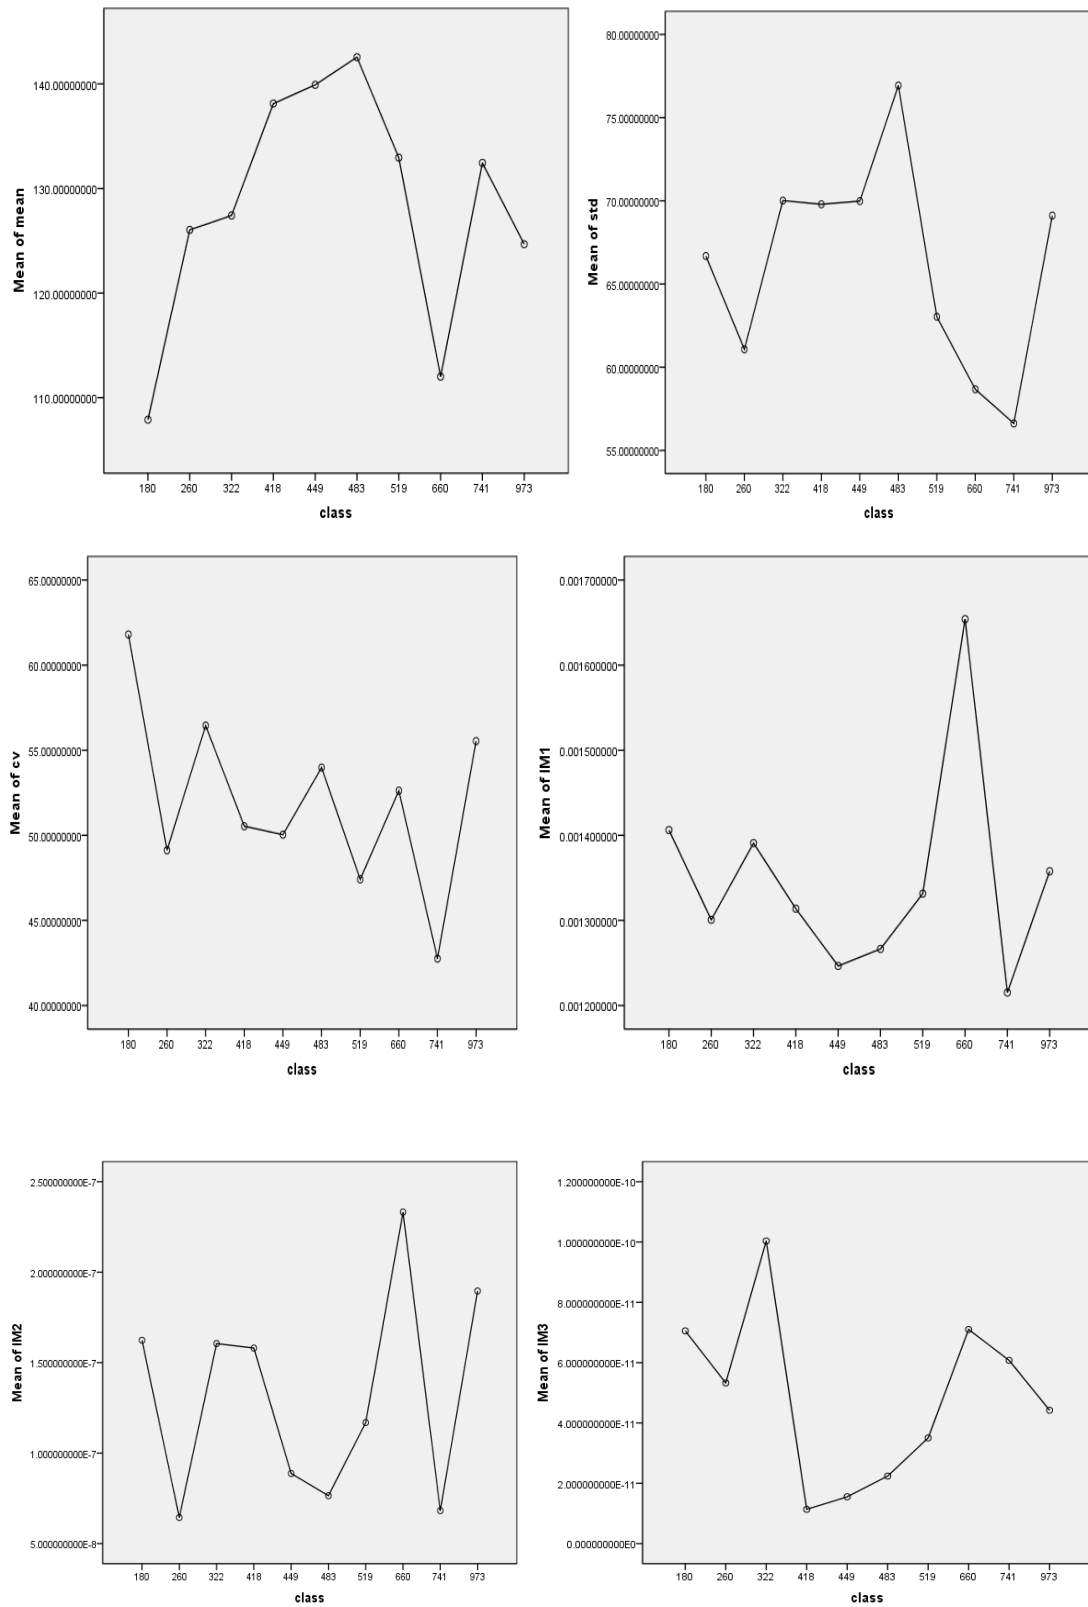 Mean of mean
140.00000000
130.00000000
120.00000000
110.00000000
180 260 322 418 449 483 519 660 741 973
class
Mean of std
80.00000000
75.00000000
70.00000000
65.00000000
60.00000000
55.00000000
180 260 322 418 449 483 519 660 741 973
class
Mean of cv
65.00000000
60.00000000
55.00000000
50.00000000
45.00000000
40.00000000
180 260 322 418 449 483 519 660 741 973
class
Mean of IM1
0.001700000
0.001600000
0.001500000
0.001400000
0.001300000
0.001200000
180 260 322 418 449 483 519 660 741 973
class
Mean of IM2
2.500000000E-7
2.000000000E-7
1.500000000E-7
1.000000000E-7
5.000000000E-8
180 260 322 418 449 483 519 660 741 973
class
Mean of IM3
1.200000000E-10
1.000000000E-10
8.000000000E-11
6.000000000E-11
4.000000000E-11
2.000000000E-11
0.000000000E0
180 260 322 418 449 483 519 660 741 973
class